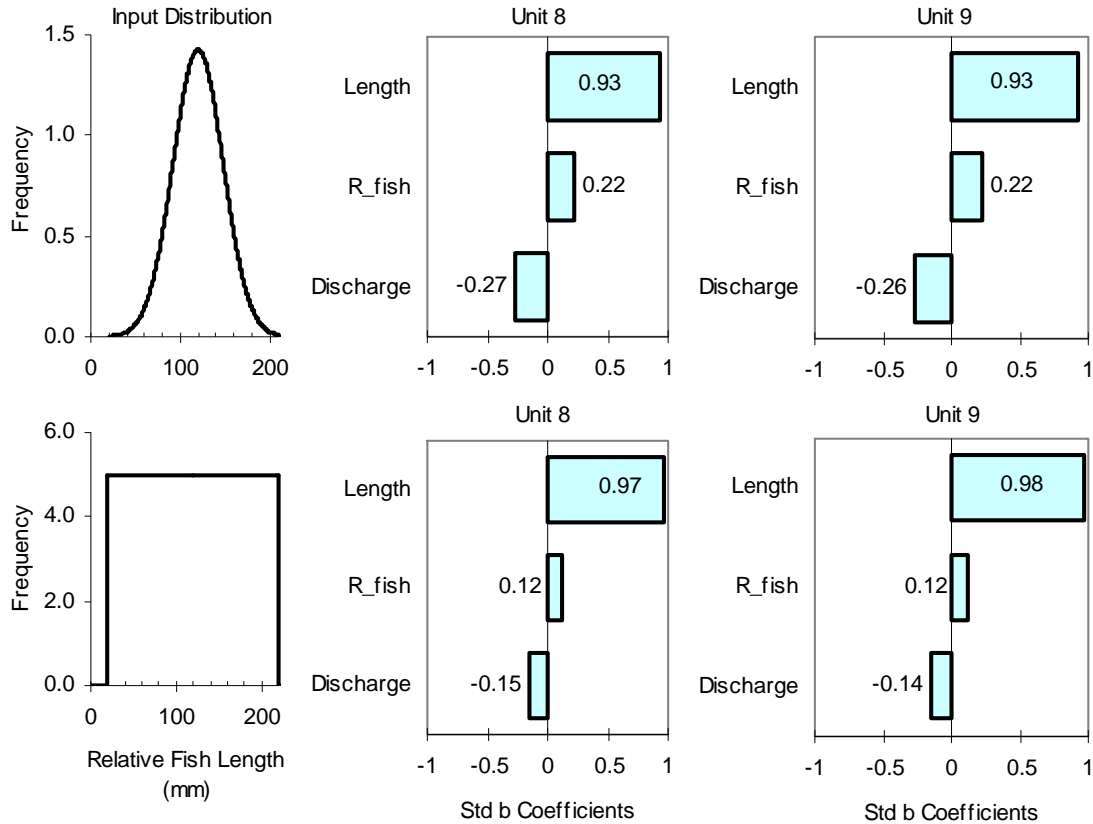 Input Distribution
Frequency
1.5
1.0
0.5
0.0
0 100 200
Unit 8
Length
R_fish
Discharge
0.93
0.22
-0.27
-1 -0.5 0 0.5 1
Unit 9
Length
R_fish
Discharge
0.93
0.22
-0.26
-1 -0.5 0 0.5 1
Frequency
6.0
4.0
2.0
0.0
0 100 200
Relative Fish Length
(mm)
Unit 8
Length
R_fish
Discharge
0.97
0.12
-0.15
-1 -0.5 0 0.5 1
Std b Coefficients
Unit 9
Length
R_fish
Discharge
0.98
0.12
-0.14
-1 -0.5 0 0.5 1
Std b Coefficients